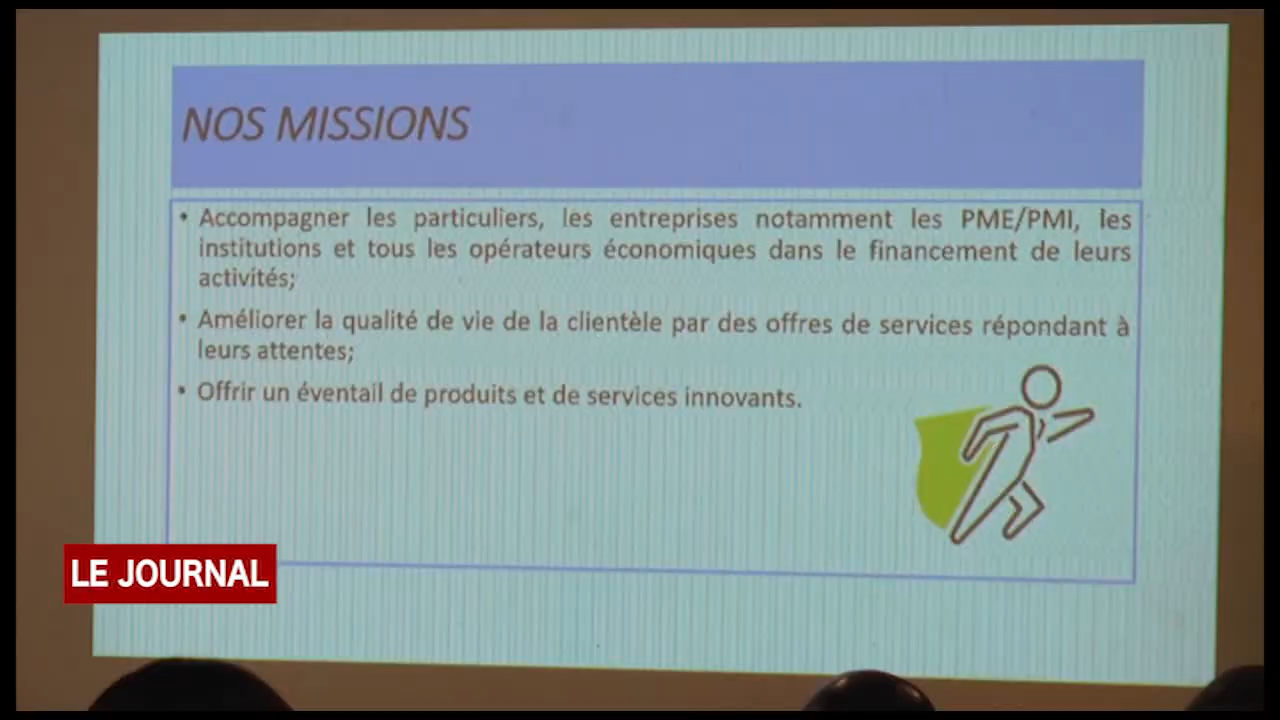 NOS MISSIONS
• Accompagner les particuliers, les entreprises notamment les PME/PMI, les
institutions et tous les opérateurs économiques dans le financement de leurs
activités;
• Améliorer la qualité de vie de la clientèle par des offres de services répondant à
leurs attentes;
• Offrir un éventail de produits et de services innovants.
LE JOURNAL